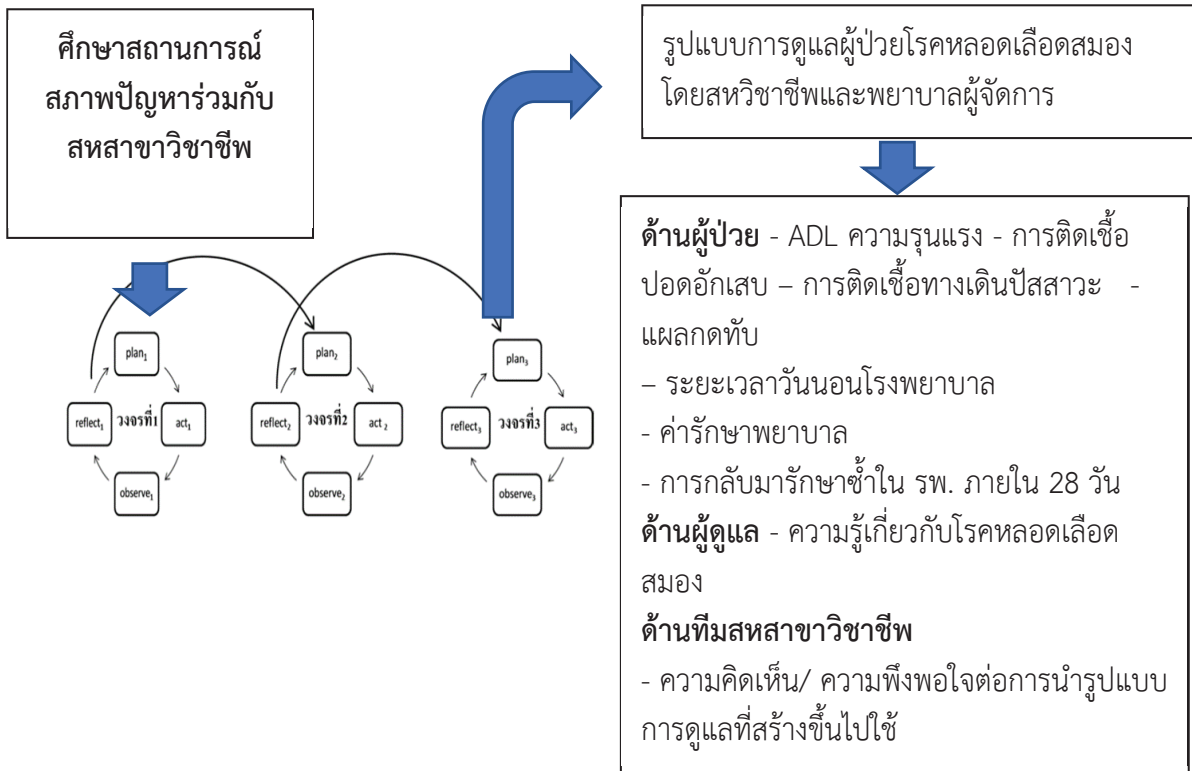 ศึกษาสถานการณ์
สภาพปัญหาร่วมกับ
สหสาขาวิชาชีพ
plan₁
reflect₁ วงจรที่1 act₁
observe₁
plan₂
reflect₂ วงจรที่2 act ₂
observe₂
plan₃
reflect₃ วงจรที่3 act₃
observe₃
รูปแบบการดูแลผู้ป่วยโรคหลอดเลือดสมอง
โดยสหวิชาชีพและพยาบาลผู้จัดการ
ด้านผู้ป่วย - ADL ความรุนแรง - การติดเชื้อ
ปอดอักเสบ – การติดเชื้อทางเดินปัสสาวะ -
แผลกดทับ
– ระยะเวลาวันนอนโรงพยาบาล
- ค่ารักษาพยาบาล
- การกลับมารักษาซ้ำใน รพ. ภายใน 28 วัน
ด้านผู้ดูแล - ความรู้เกี่ยวกับโรคหลอดเลือด
สมอง
ด้านทีมสหสาขาวิชาชีพ
- ความคิดเห็น/ ความพึงพอใจต่อการนำรูปแบบ
การดูแลที่สร้างขึ้นไปใช้